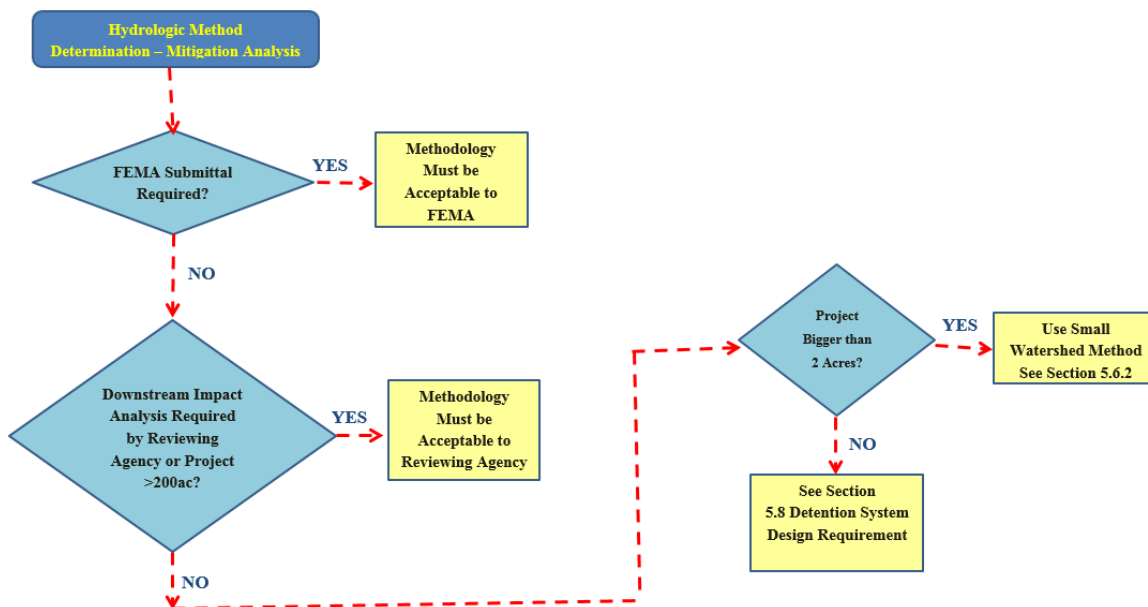 Hydrologic Method
Determination – Mitigation Analysis
FEMA Submittal
Required?
YES
Methodology
Must be
Acceptable to
FEMA
NO
Downstream Impact
Analysis Required
by Reviewing
Agency or Project
>200ac?
YES
Methodology
Must be
Acceptable to
Reviewing Agency
NO
Project
Bigger than
2 Acres?
YES
Use Small
Watershed Method
See Section 5.6.2
NO
See Section
5.8 Detention System
Design Requirement